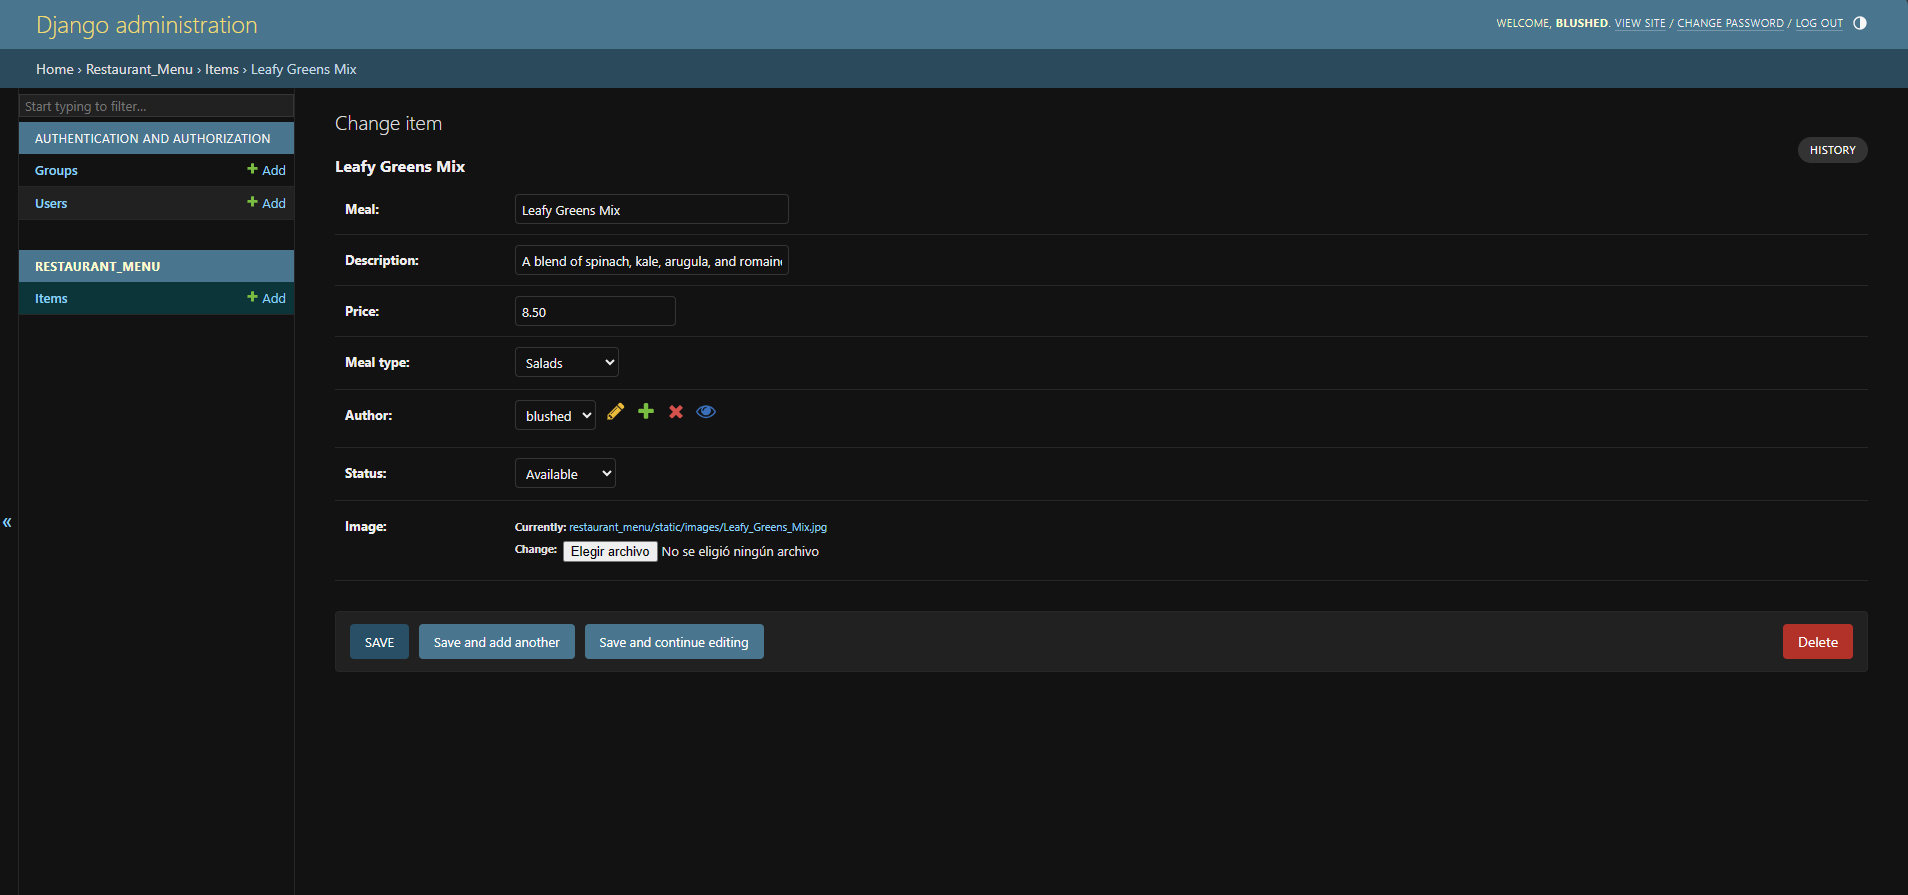 Django administration
WELCOME, BLUSHED. VIEW SITE / CHANGE PASSWORD / LOG OUT
Home › Restaurant_Menu › Items › Leafy Greens Mix
Start typing to filter...
AUTHENTICATION AND AUTHORIZATION
Groups
Add
Users
Add
RESTAURANT_MENU
Items
Add
«
Change item
HISTORY
Leafy Greens Mix
Meal:
Leafy Greens Mix
Description:
A blend of spinach, kale, arugula, and romain
Price:
8.50
Meal type:
Salads
Author:
blushed
Status:
Available
Image:
Currently: restaurant_menu/static/images/Leafy_Greens_Mix.jpg
Change: Elegir archivo No se eligió ningún archivo
SAVE
Save and add another
Save and continue editing
Delete